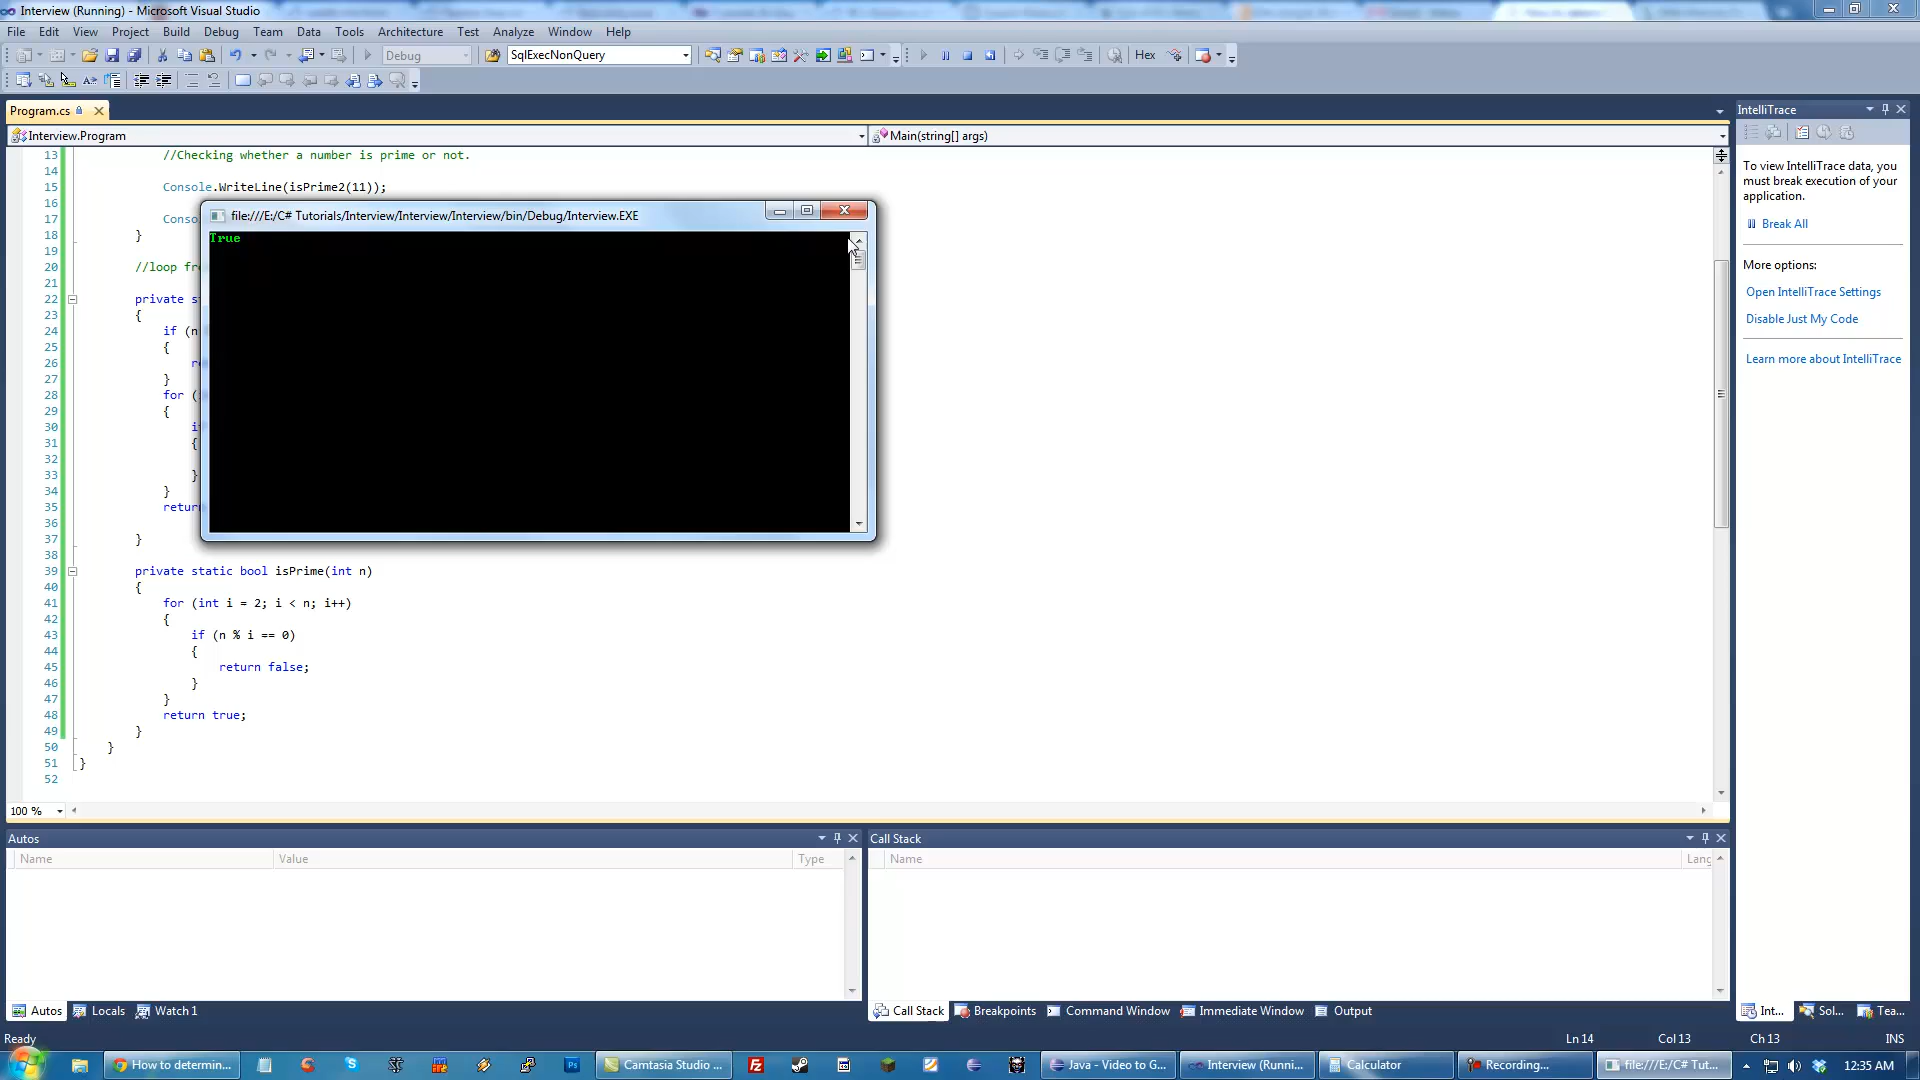 Interview (Running) - Microsoft Visual Studio
File Edit View Project Build Debug Team Data Tools Architecture Test Analyze Window Help
Debug SqlExecNonQuery Hex
Program.cs
Interview.Program Main(string[] args)
13 //Checking whether a number is prime or not.
14
15 Console.WriteLine(isPrime2(11));
16
17 Conso
18 }
19
20 //loop fr
21
22 private s
23 {
24 if (n
25 {
26 re
27 }
28 for (
29 {
30 i
31 {
32
33 }
34 }
35 return
36
37 }
38
39 private static bool isPrime(int n)
40 {
41 for (int i = 2; i < n; i++)
42 {
43 if (n % i == 0)
44 {
45 return false;
46 }
47 }
48 return true;
49 }
50 }
51 }
52
100 %
file:///E:/C# Tutorials/Interview/Interview/Interview/bin/Debug/Interview.EXE
True
IntelliTrace
To view IntelliTrace data, you
must break execution of your
application.
Break All
More options:
Open IntelliTrace Settings
Disable Just My Code
Learn more about IntelliTrace
Autos
Name Value Type
Call Stack
Name Lang
Autos Locals Watch 1
Call Stack Breakpoints Command Window Immediate Window Output
Int... Sol... Tea...
Ready Ln 14 Col 13 Ch 13 INS
How to determin... Camtasia Studio ... Java - Video to G... Interview (Runni... Calculator Recording... file:///E:/C# Tut... 12:35 AM